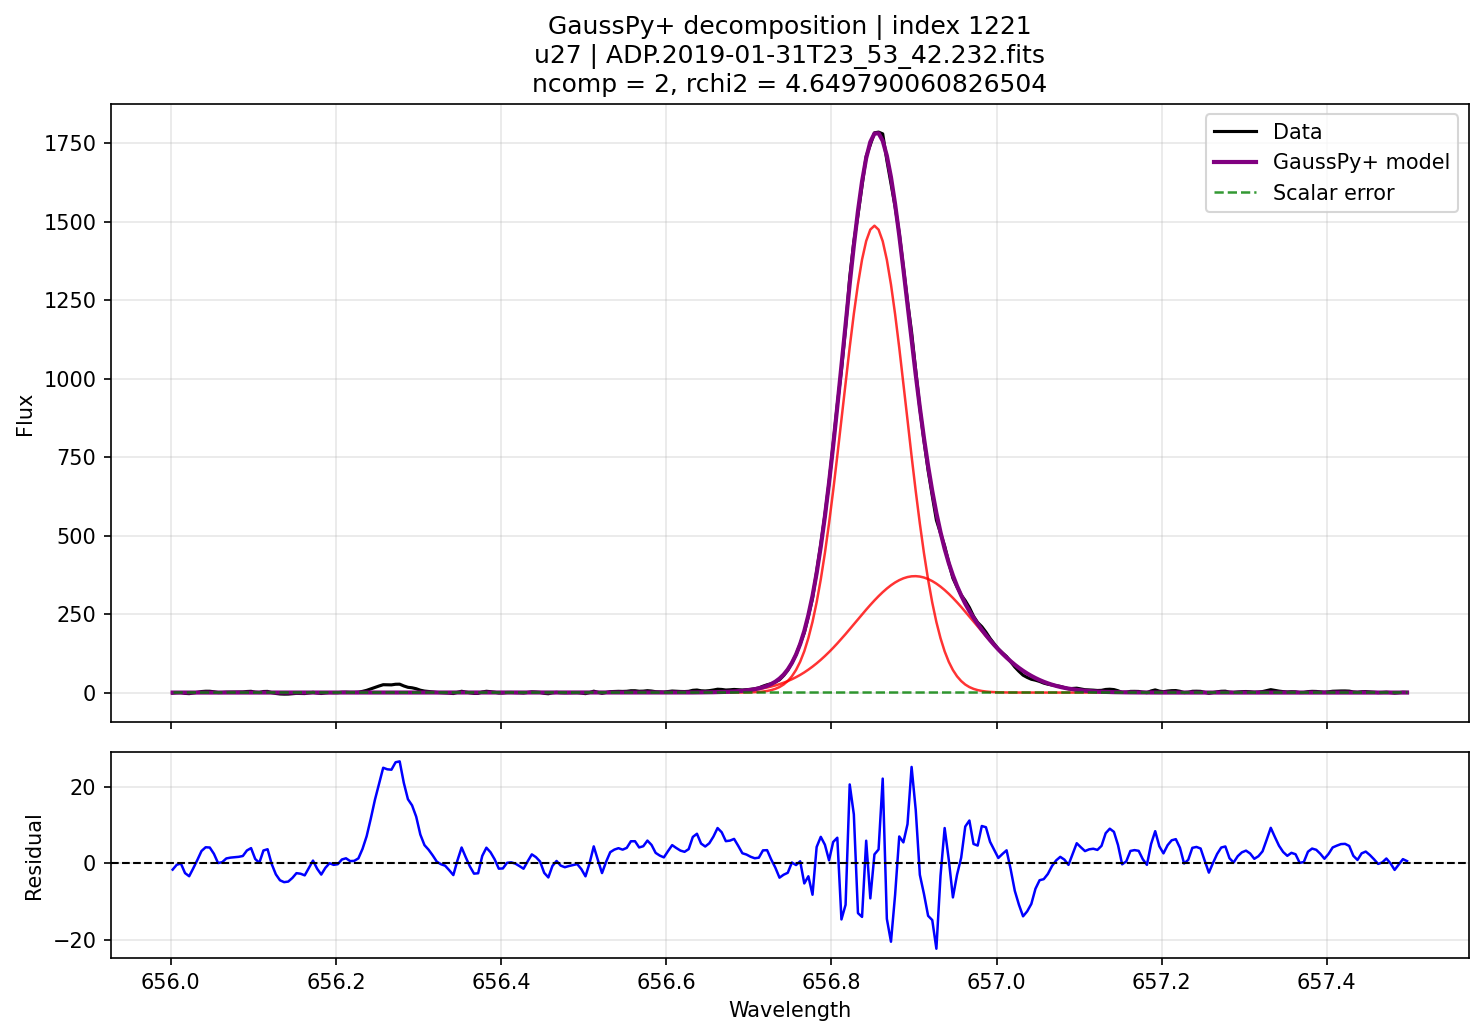 GaussPy+ decomposition | index 1221
u27 | ADP.2019-01-31T23_53_42.232.fits
ncomp = 2, rchi2 = 4.649790060826504
Data
GaussPy+ model
Scalar error
Flux
1750
1500
1250
1000
750
500
250
0
Residual
20
0
−20
656.0 656.2 656.4 656.6 656.8 657.0 657.2 657.4
Wavelength